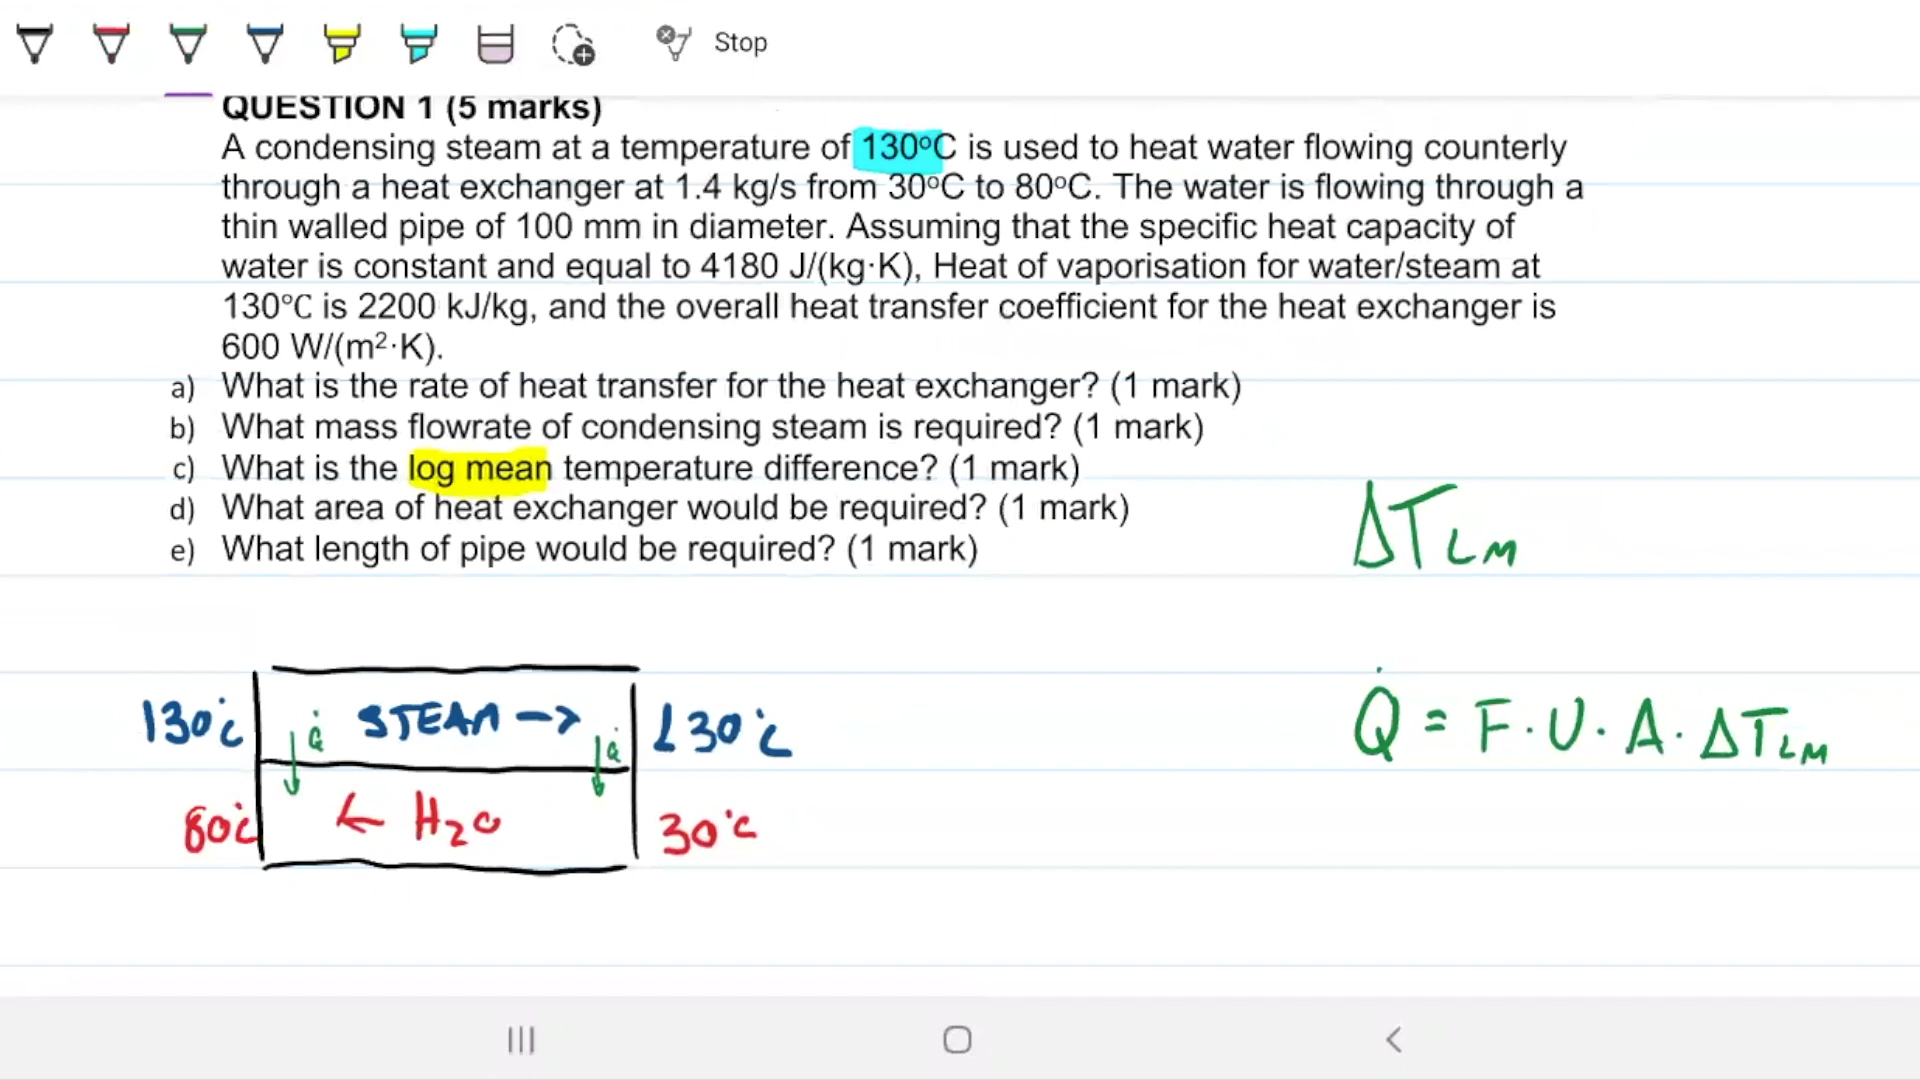 Stop
QUESTION 1 (5 marks)
A condensing steam at a temperature of 130ºC is used to heat water flowing counterly
through a heat exchanger at 1.4 kg/s from 30ºC to 80ºC. The water is flowing through a
thin walled pipe of 100 mm in diameter. Assuming that the specific heat capacity of
water is constant and equal to 4180 J/(kg·K), Heat of vaporisation for water/steam at
130°C is 2200 kJ/kg, and the overall heat transfer coefficient for the heat exchanger is
600 W/(m²·K).
a) What is the rate of heat transfer for the heat exchanger? (1 mark)
b) What mass flowrate of condensing steam is required? (1 mark)
c) What is the log mean temperature difference? (1 mark)
d) What area of heat exchanger would be required? (1 mark)
e) What length of pipe would be required? (1 mark)
ΔT LM
130°C Q̇ STEAM → Q̇ 130°C
Q̇ = F · U · A · ΔT LM
80°C ← H₂O 30°C